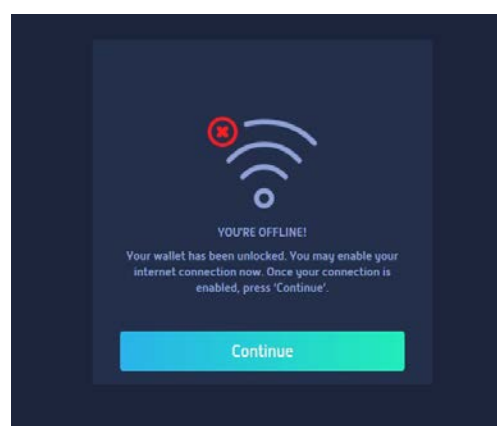 YOU'RE OFFLINE!
Your wallet has been unlocked. You may enable your
internet connection now. Once your connection is
enabled, press 'Continue'.
Continue